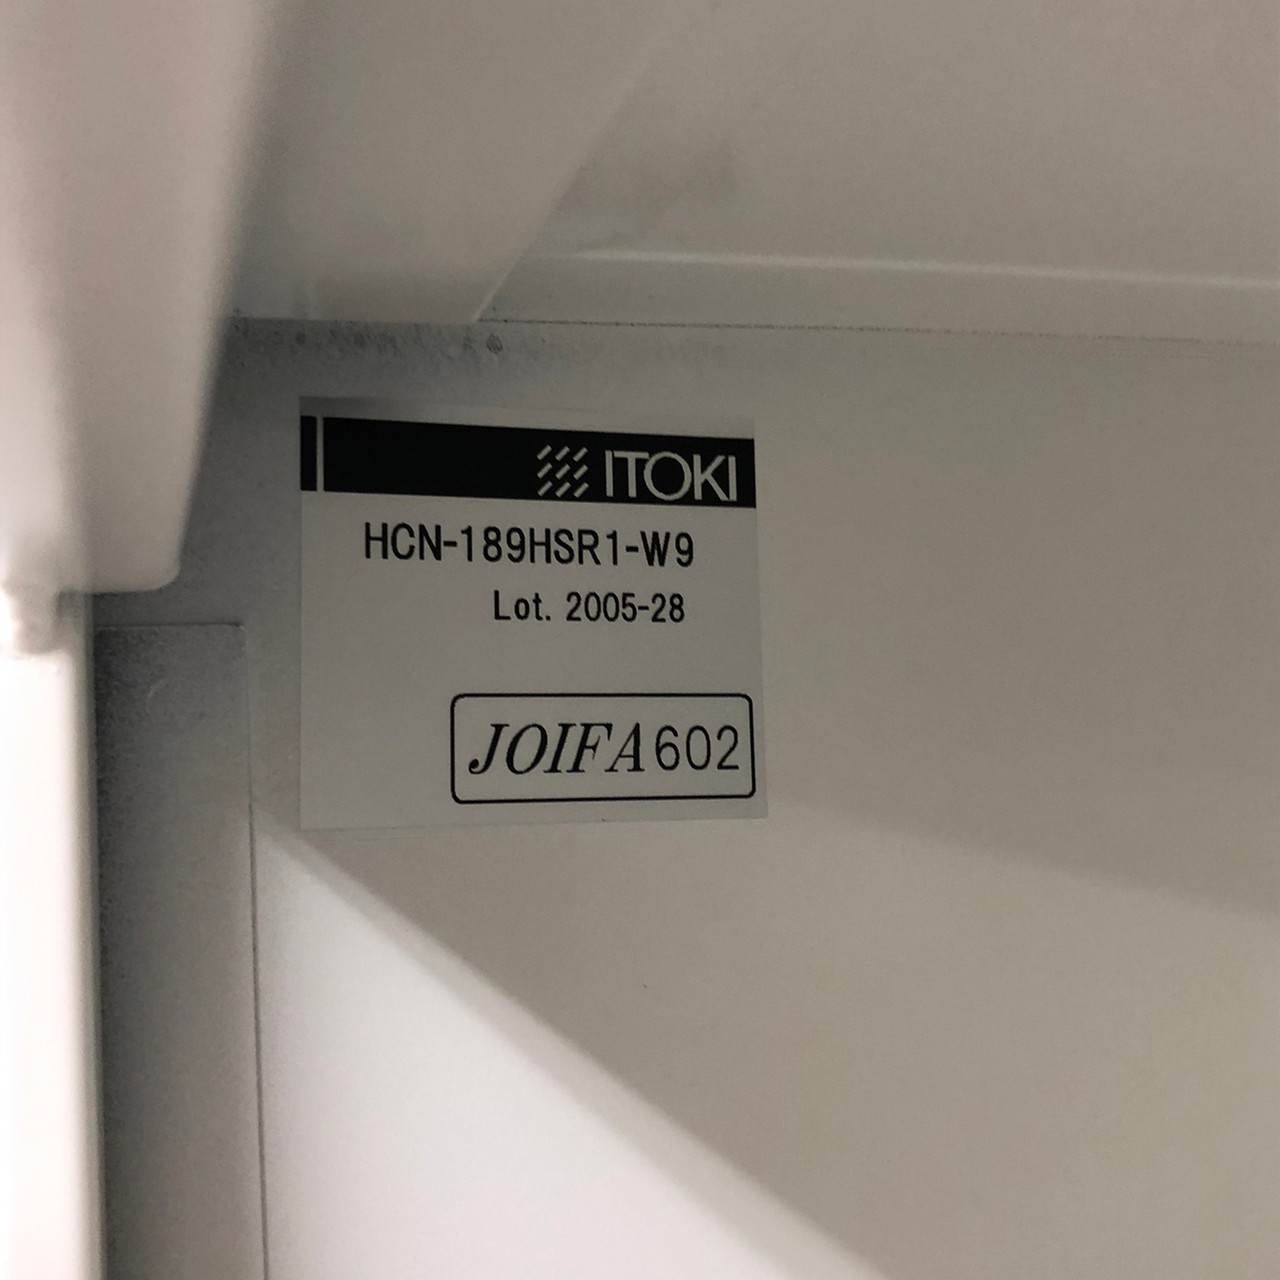 ITOKI
HCN-189HSR1-W9
Lot. 2005-28
JOIFA602